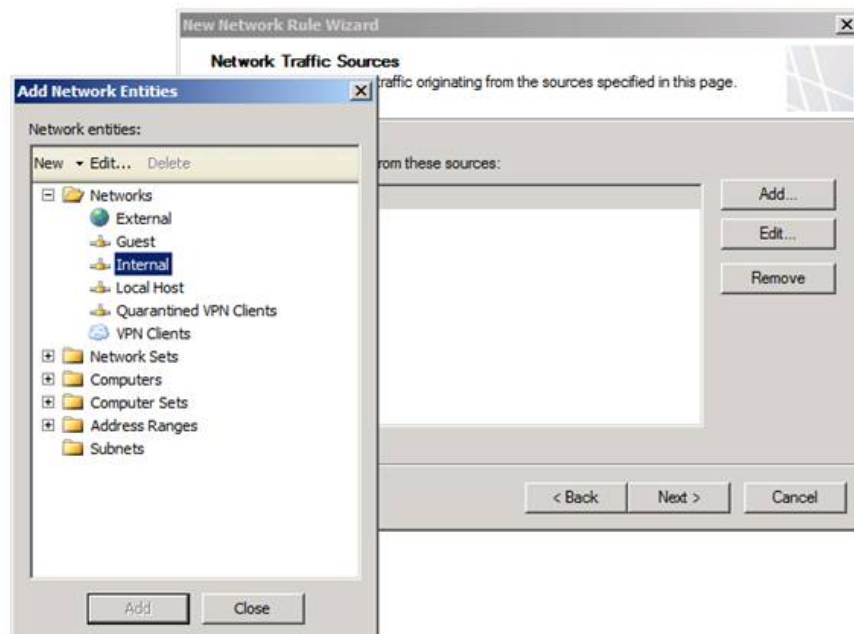 New Network Rule Wizard
Network Traffic Sources
traffic originating from the sources specified in this page.
Add Network Entities
Network entities:
New Edit... Delete
Networks
External
Guest
Internal
Local Host
Quarantined VPN Clients
VPN Clients
Network Sets
Computers
Computer Sets
Address Ranges
Subnets
Add
Close
rom these sources:
Add...
Edit...
Remove
< Back
Next >
Cancel